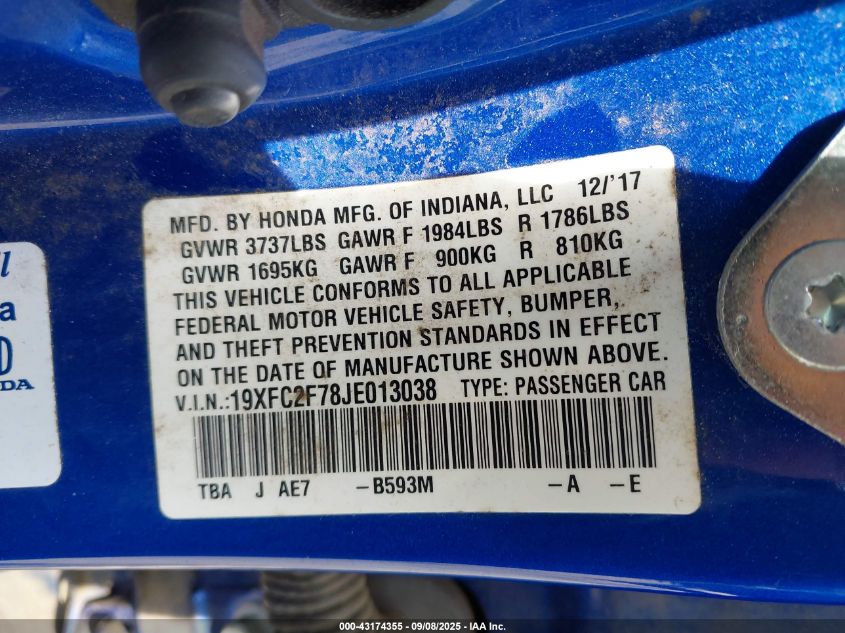 MFD. BY HONDA MFG. OF INDIANA, LLC 12/'17
GVWR 3737LBS GAWR F 1984LBS R 1786LBS
GVWR 1695KG GAWR F 900KG R 810KG
THIS VEHICLE CONFORMS TO ALL APPLICABLE
FEDERAL MOTOR VEHICLE SAFETY, BUMPER,
AND THEFT PREVENTION STANDARDS IN EFFECT
ON THE DATE OF MANUFACTURE SHOWN ABOVE.
V.I.N.:19XFC2F78JE013038 TYPE: PASSENGER CAR
TBA J AE7 -B593M -A -E
000-43174355 - 09/08/2025 - IAA Inc.